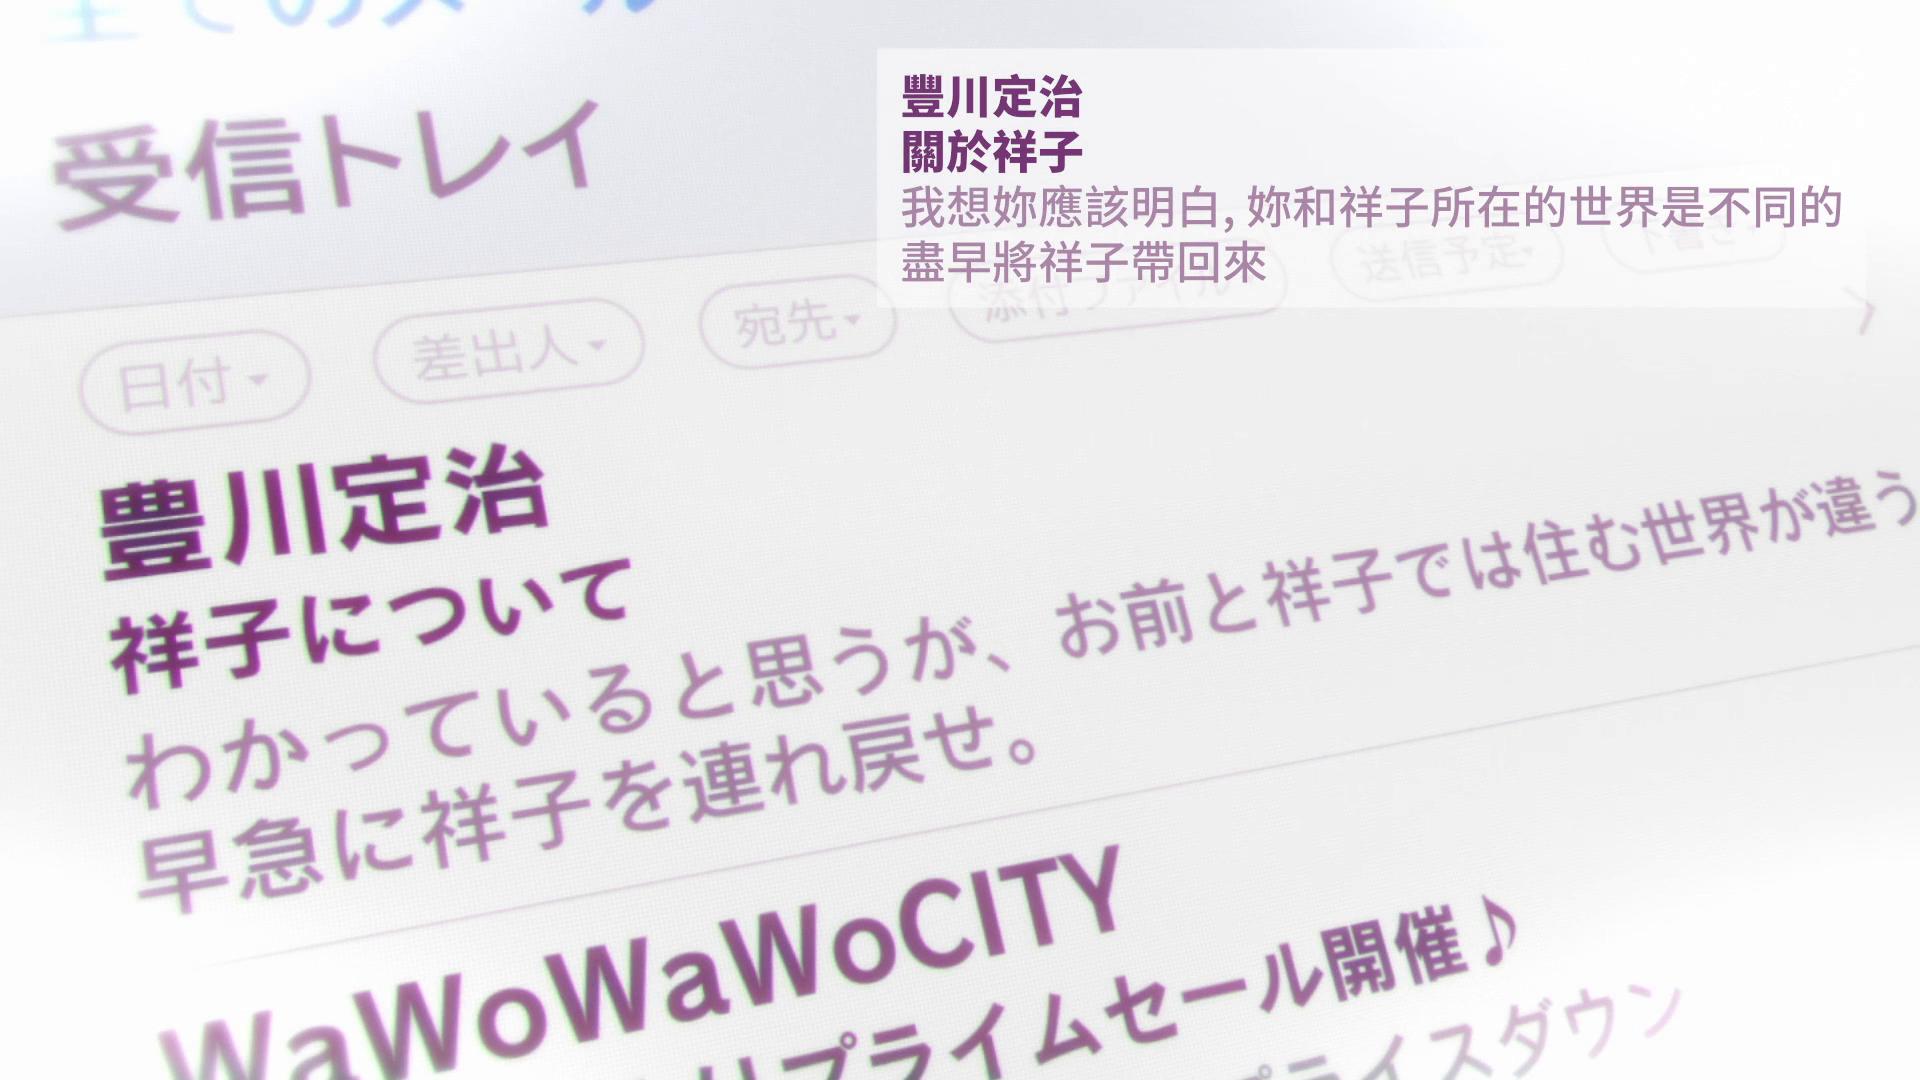 全てのメール
受信トレイ
豐川定治
關於祥子
我想妳應該明白,妳和祥子所在的世界是不同的
盡早將祥子帶回來
日付
差出人
宛先
添付ファイル
送信予定
下書き
豊川定治
祥子について
わかっていると思うが、お前と祥子では住む世界が違う
早急に祥子を連れ戻せ。
WaWoWaWoCITY
プライムセール開催♪
プライスダウン